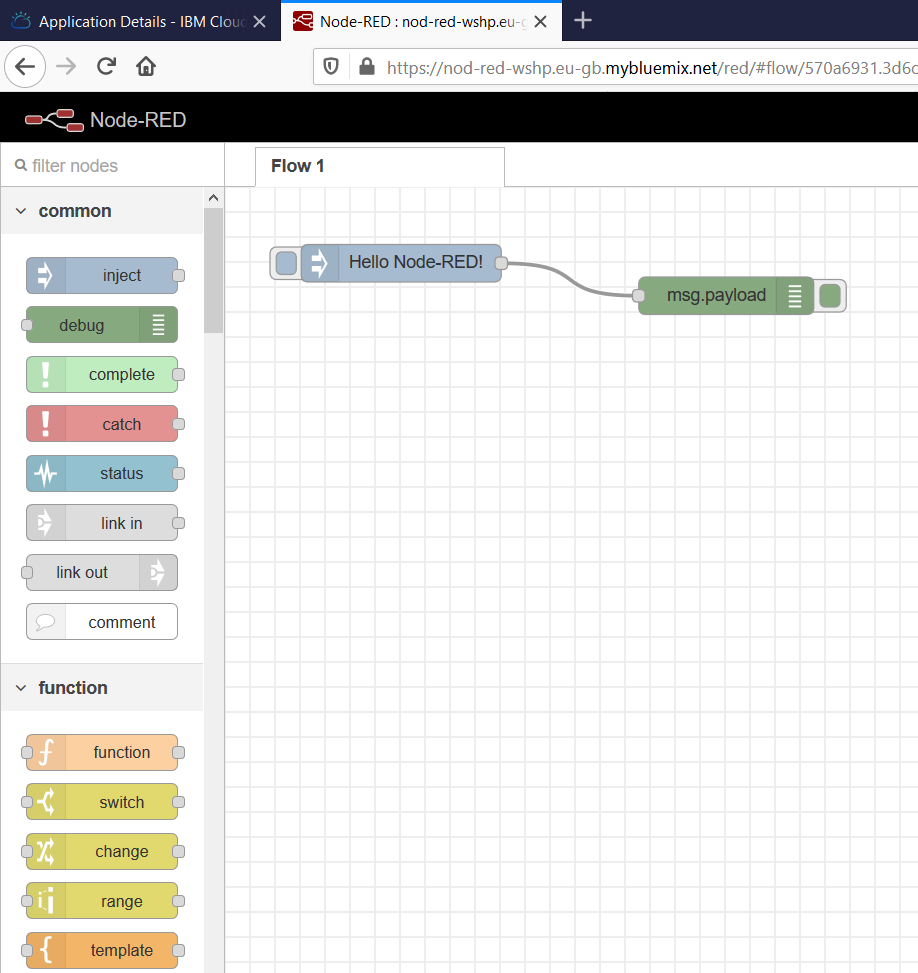 Application Details - IBM Clou
Node-RED : nod-red-wshp.eu-g
https://nod-red-wshp.eu-gb.mybluemix.net/red/#flow/570a6931.3d6c
Node-RED
filter nodes
Flow 1
common
inject
debug
complete
catch
status
link in
link out
comment
function
function
switch
change
range
template
Hello Node-RED!
msg.payload